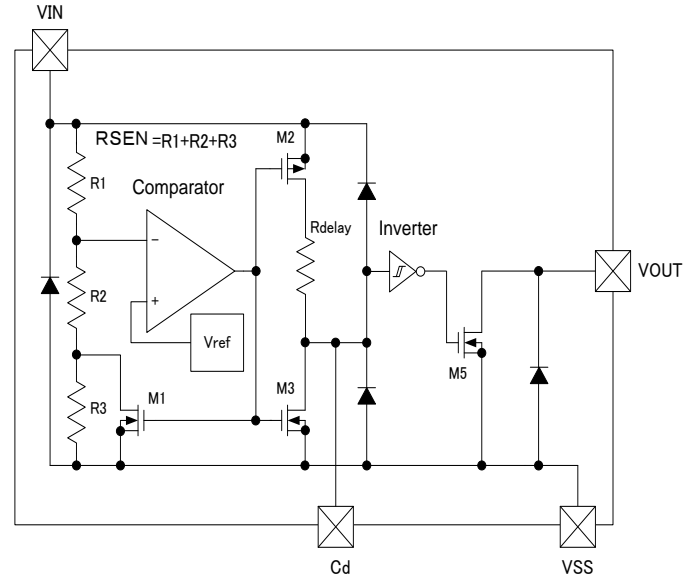 VIN
RSEN =R1+R2+R3
M2
R1
Comparator
Rdelay
Inverter
−
VOUT
R2
+
Vref
M5
R3
M1
M3
Cd
VSS